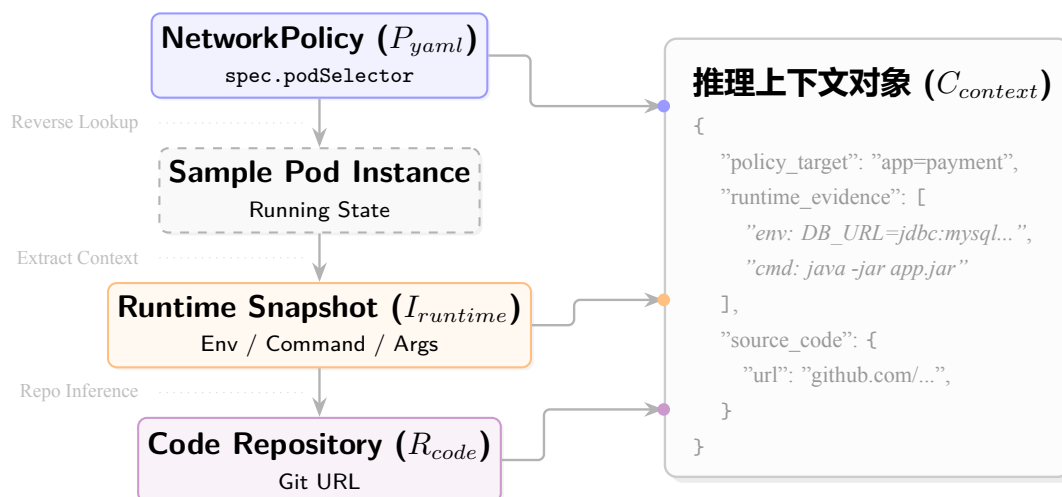 NetworkPolicy (P_yaml)
spec.podSelector
Reverse Lookup
Sample Pod Instance
Running State
Extract Context
Runtime Snapshot (I_runtime)
Env / Command / Args
Repo Inference
Code Repository (R_code)
Git URL
推理上下文对象 (C_context)
{
”policy_target”: ”app=payment”,
”runtime_evidence”: [
”env: DB_URL=jdbc:mysql...”,
”cmd: java -jar app.jar”
],
”source_code”: {
”url”: ”github.com/...”,
}
}